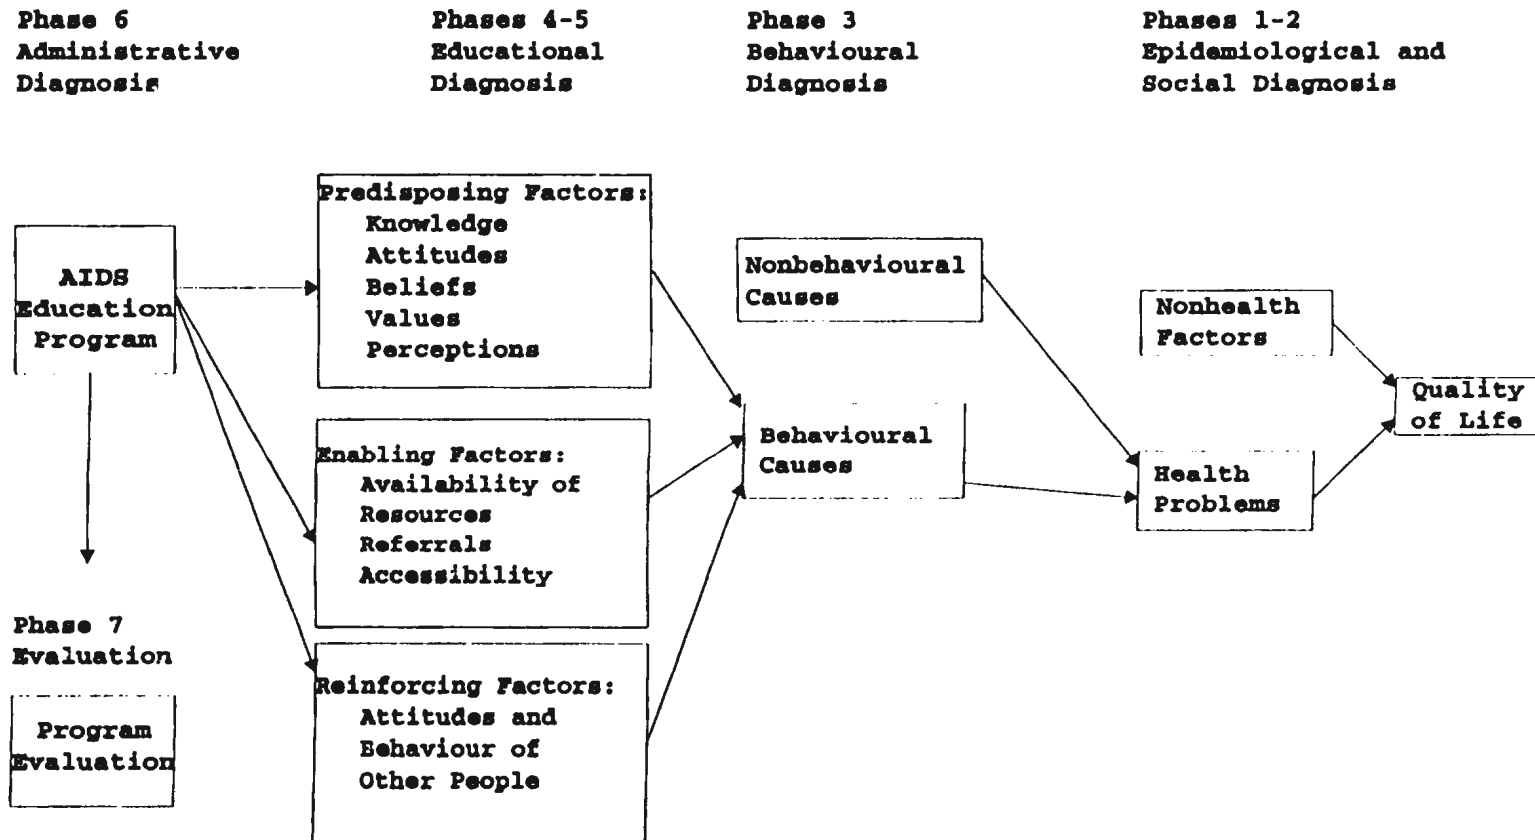 Phase 6
Administrative
Diagnosis
Phases 4-5
Educational
Diagnosis
Phase 3
Behavioural
Diagnosis
Phases 1-2
Epidemiological and
Social Diagnosis
AIDS
Education
Program
Predisposing Factors:
Knowledge
Attitudes
Beliefs
Values
Perceptions
Enabling Factors:
Availability of
Resources
Referrals
Accessibility
Reinforcing Factors:
Attitudes and
Behaviour of
Other People
Nonbehavioural
Causes
Behavioural
Causes
Nonhealth
Factors
Health
Problems
Quality
of Life
Phase 7
Evaluation
Program
Evaluation